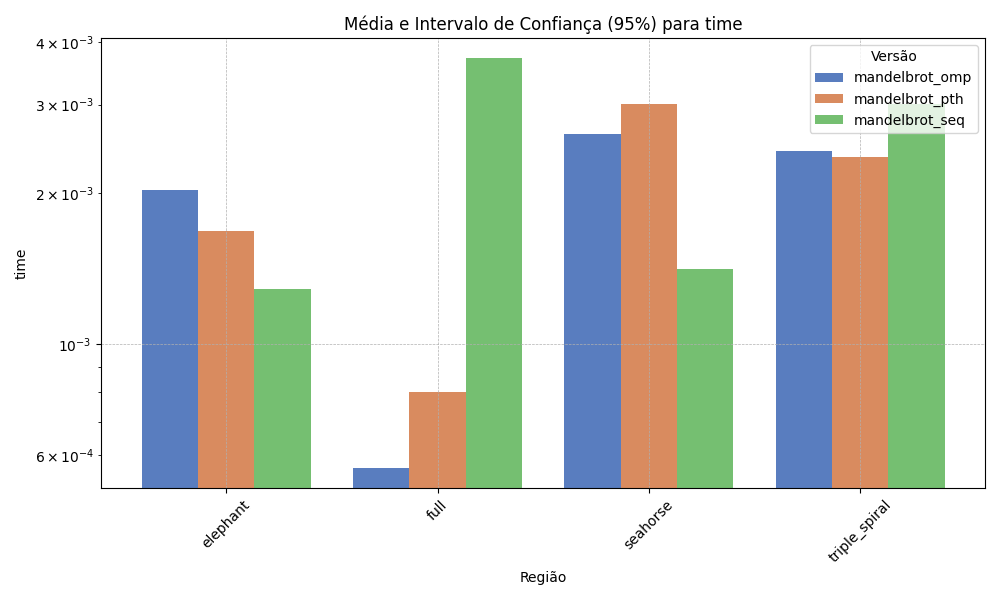 Média e Intervalo de Confiança (95%) para time
4 × 10⁻³
3 × 10⁻³
2 × 10⁻³
10⁻³
6 × 10⁻⁴
time
Versão
mandelbrot_omp
mandelbrot_pth
mandelbrot_seq
elephant
full
seahorse
triple_spiral
Região